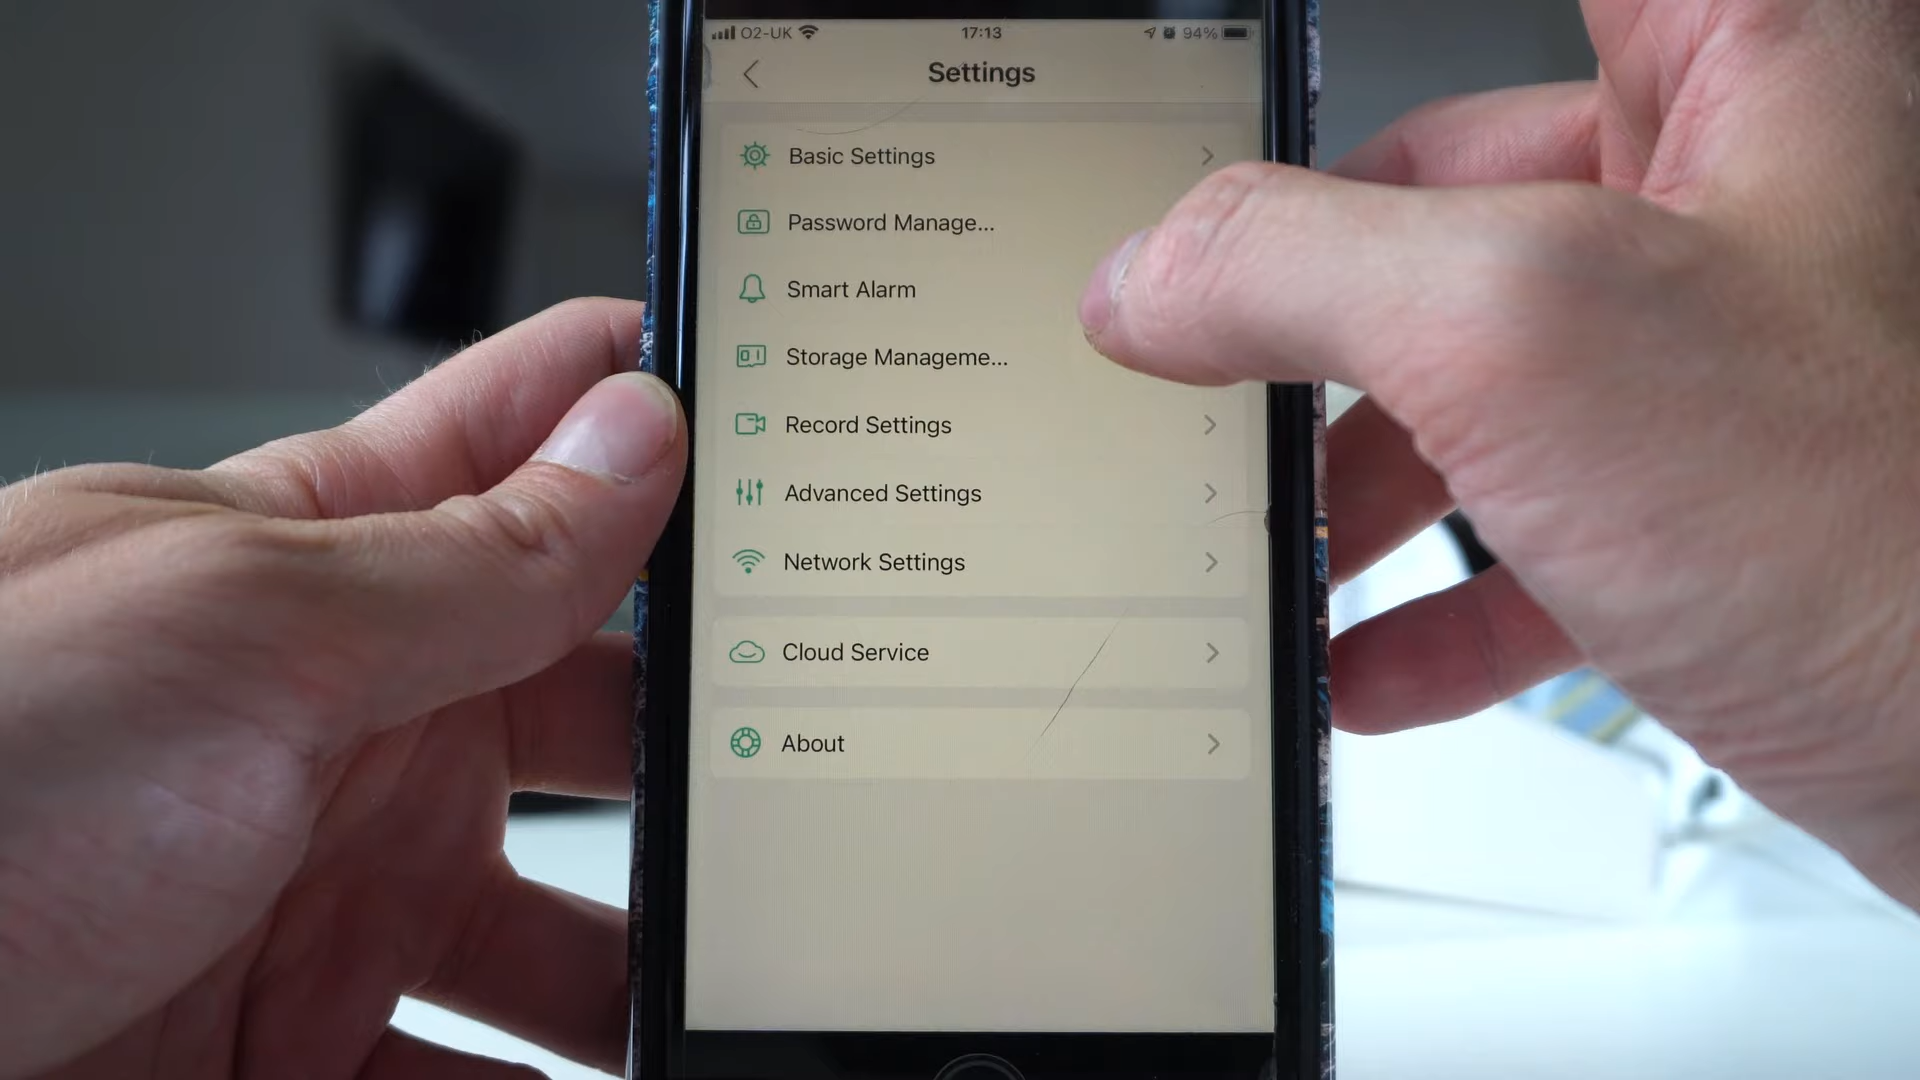 O2-UK 17:13 94%
Settings
Basic Settings
Password Manage...
Smart Alarm
Storage Manageme...
Record Settings
Advanced Settings
Network Settings
Cloud Service
About